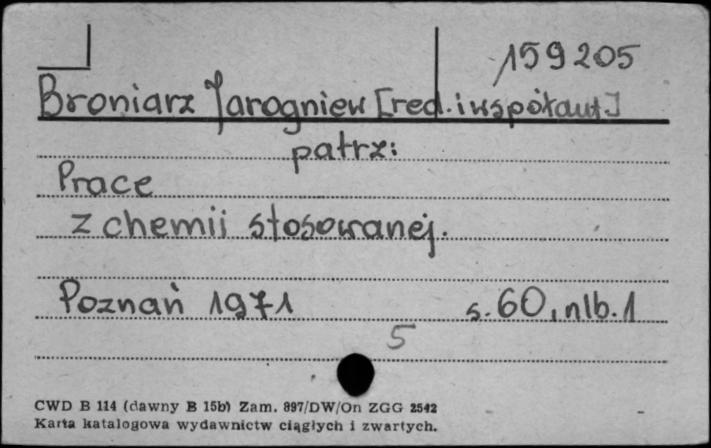 159205
Broniarz Jarogniew [red. i współaut]
patrz:
Prace
z chemii stosowanej.
Poznań 1971 s. 60, nlb. 1
5
CWD B 114 (dawny B 15b) Zam. 897/DW/On ZGG 2542
Karta katalogowa wydawnictw ciągłych i zwartych.